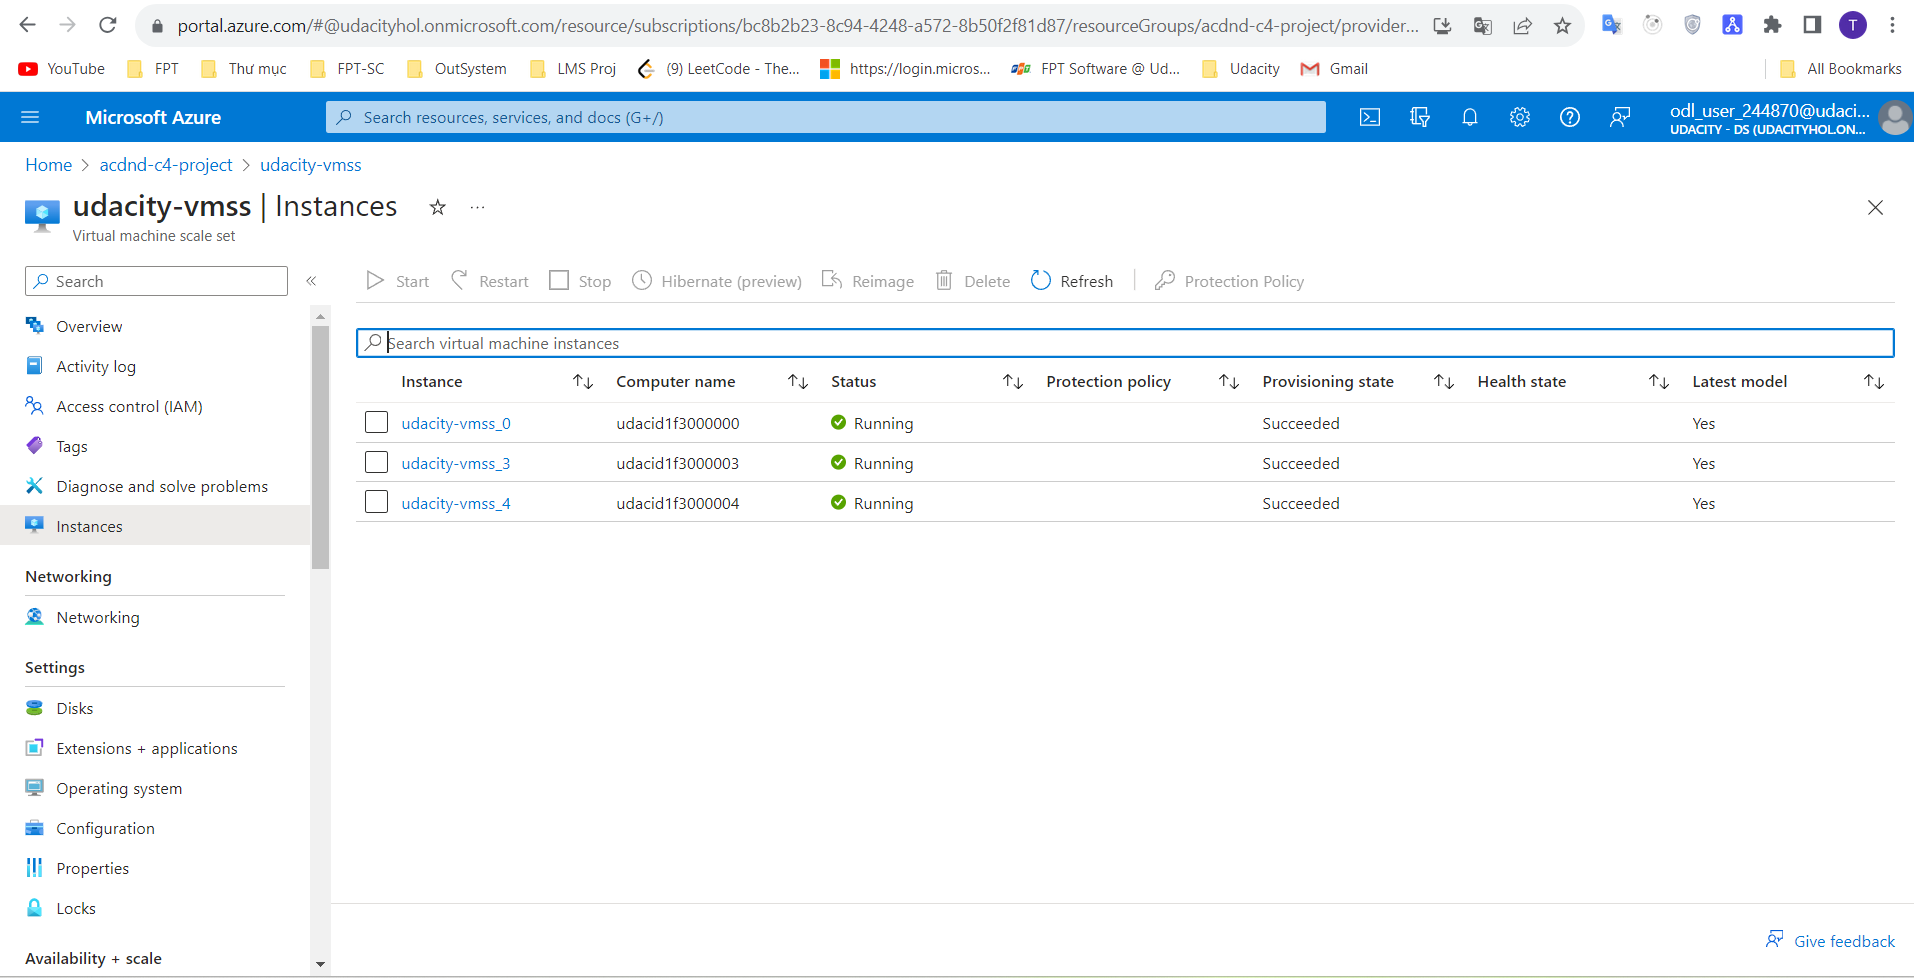 portal.azure.com/#@udacityhol.onmicrosoft.com/resource/subscriptions/bc8b2b23-8c94-4248-a572-8b50f2f81d87/resourceGroups/acdnd-c4-project/provider...
T
YouTube FPT Thư mục FPT-SC OutSystem LMS Proj (9) LeetCode - The... https://login.micros... FPT Software @ Ud... Udacity Gmail All Bookmarks
Microsoft Azure Search resources, services, and docs (G+/) odl_user_244870@udaci...
UDACITY - DS (UDACITYHOL.ON...
Home > acdnd-c4-project > udacity-vmss
udacity-vmss | Instances ...
Virtual machine scale set
Search «
Start Restart Stop Hibernate (preview) Reimage Delete Refresh Protection Policy
Overview
Activity log
Access control (IAM)
Tags
Diagnose and solve problems
Instances
Networking
Networking
Settings
Disks
Extensions + applications
Operating system
Configuration
Properties
Locks
Availability + scale
Search virtual machine instances
Instance Computer name Status Protection policy Provisioning state Health state Latest model
udacity-vmss_0 udacid1f3000000 Running Succeeded Yes
udacity-vmss_3 udacid1f3000003 Running Succeeded Yes
udacity-vmss_4 udacid1f3000004 Running Succeeded Yes
Give feedback